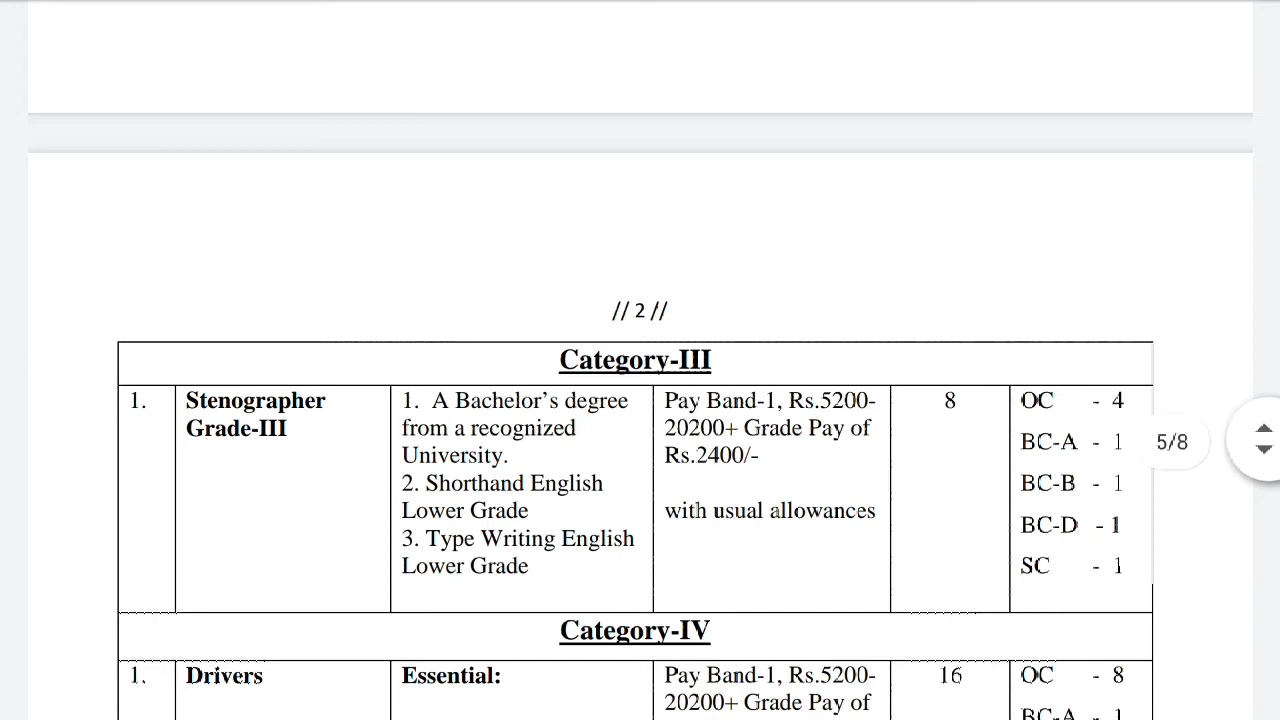 // 2 //
Category-III
1. Stenographer Grade-III 1. A Bachelor's degree from a recognized University. 2. Shorthand English Lower Grade 3. Type Writing English Lower Grade Pay Band-1, Rs.5200-20200+ Grade Pay of Rs.2400/- with usual allowances 8 OC - 4
BC-A - 1
BC-B - 1
BC-D - 1
SC - 1
5/8
Category-IV
1. Drivers Essential: Pay Band-1, Rs.5200- 16 OC - 8
20200+ Grade Pay of BC-A - 1